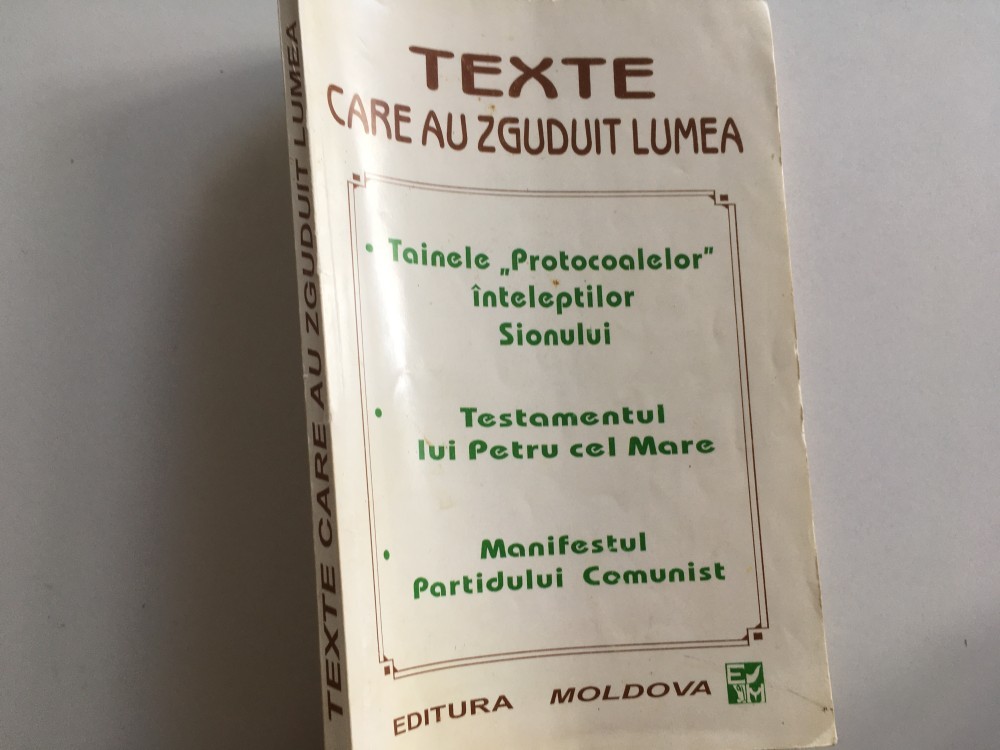 TEXTE
CARE AU ZGUDUIT LUMEA
• Tainele „Protocoalelor”
înteleptilor
Sionului
• Testamentul
lui Petru cel Mare
• Manifestul
Partidului Comunist
EDITURA MOLDOVA
E
M
TEXTE CARE AU ZGUDUIT LUMEA